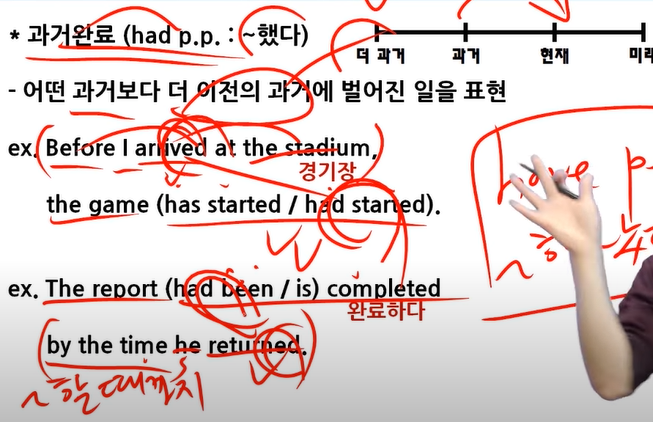 * 과거완료 (had p.p. : ~했다)
더 과거 과거 현재 미래
- 어떤 과거보다 더 이전의 과거에 벌어진 일을 표현
ex. Before I arrived at the stadium,
경기장
the game (has started / had started).
have p
ex. The report (had been / is) completed
완료하다
by the time he returned.
~할 때까지